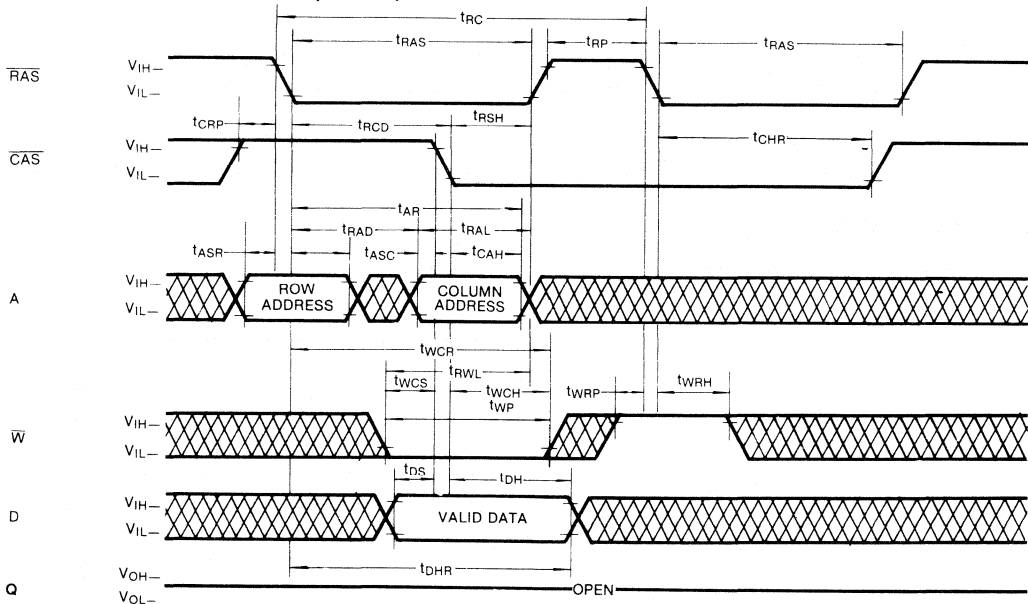 tRC
tRAS tRP tRAS
RAS VIH–
VIL–
tCRP tRCD tRSH tCHR
CAS VIH–
VIL–
tAR
tRAD tRAL
tASR tASC tCAH
A VIH–
VIL–
ROW ADDRESS
COLUMN ADDRESS
tWCR
tRWL
tWCS tWCH tWRP tWRH
tWP
W VIH–
VIL–
tDS tDH
D VIH–
VIL–
VALID DATA
tDHR
Q VOH–
VOL–
OPEN